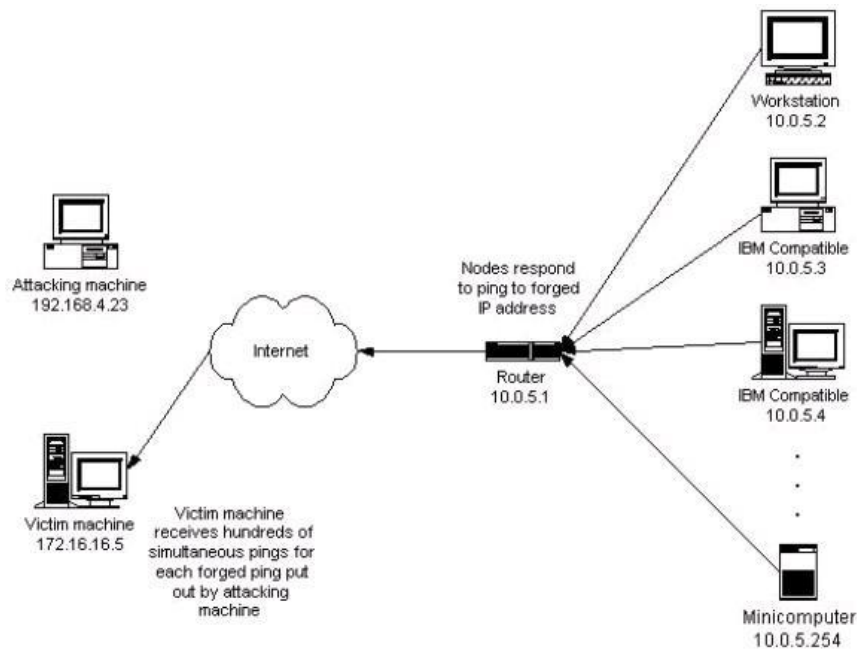 Workstation
10.0.5.2
Attacking machine
192.168.4.23
IBM Compatible
10.0.5.3
Nodes respond
to ping to forged
IP address
Internet
Router
10.0.5.1
IBM Compatible
10.0.5.4
Victim machine
172.16.16.5
Victim machine
receives hundreds of
simultaneous pings for
each forged ping put
out by attacking
machine
Minicomputer
10.0.5.254